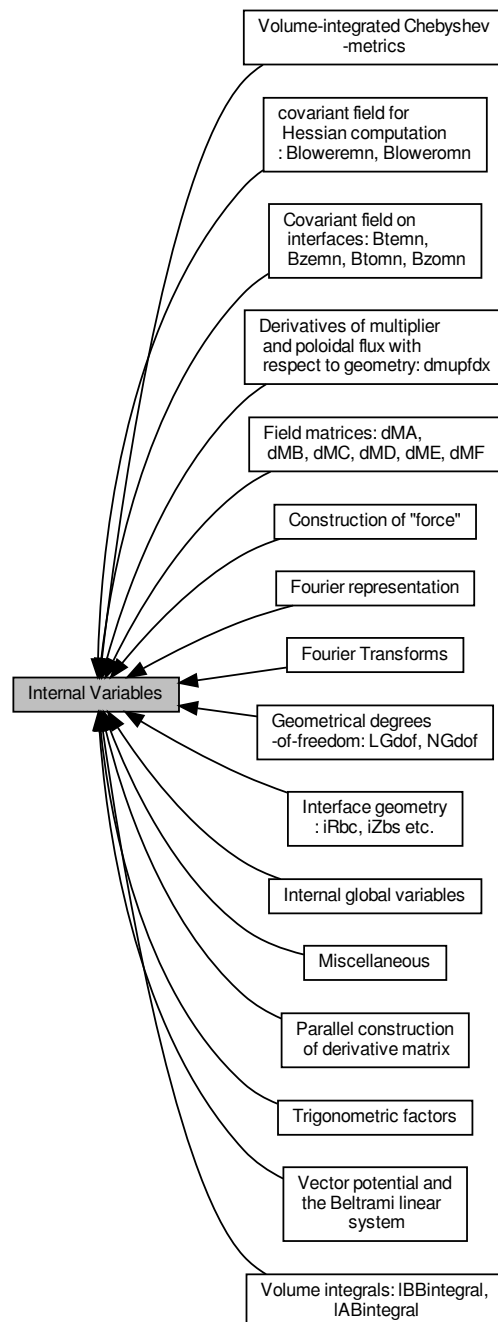 Volume-integrated Chebyshev
-metrics
covariant field for
Hessian computation
: Bloweremn, Bloweromn
Covariant field on
interfaces: Btemn,
Bzemn, Btomn, Bzomn
Derivatives of multiplier
and poloidal flux with
respect to geometry: dmupfdx
Field matrices: dMA,
dMB, dMC, dMD, dME, dMF
Construction of "force"
Fourier representation
Fourier Transforms
Internal Variables
Geometrical degrees
-of-freedom: LGdof, NGdof
Interface geometry
: iRbc, iZbs etc.
Internal global variables
Miscellaneous
Parallel construction
of derivative matrix
Trigonometric factors
Vector potential and
the Beltrami linear
system
Volume integrals: lBBintegral,
lABintegral